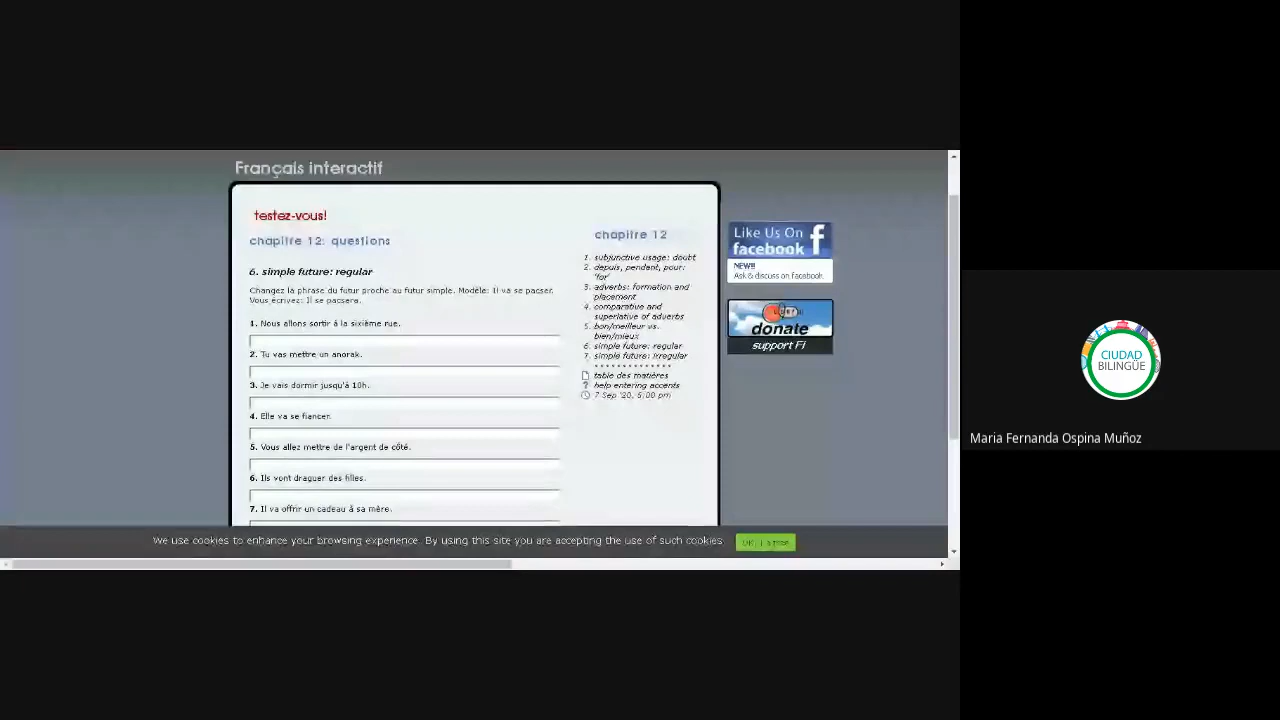 Français interactif
testez-vous!
chapitre 12: questions
6. simple future: regular
Changez la phrase du futur proche au futur simple. Modèle: Il va se passer.
Vous écrivez: Il se passera.
1. Nous allons sortir à la sixième rue.
2. Tu vas mettre un anorak.
3. Je vais dormir jusqu'à 10h.
4. Elle va se fiancer.
5. Vous allez mettre de l'argent de côté.
6. Ils vont draguer des filles.
7. Il va offrir un cadeau à sa mère.
chapitre 12
1. subjunctive usage: doubt
2. depuis, pendant, pour:
'for'
3. adverbs: formation and
placement
4. comparative and
superlative of adverbs
5. bon/meilleur vs.
bien/mieux
6. simple future: regular
7. simple future: irregular
table des matières
? help entering accents
7 Sep '20, 5:00 pm
Like Us On
facebook
NEW!!
Ask & discuss on facebook.
donate
support FI
We use cookies to enhance your browsing experience. By using this site you are accepting the use of such cookies.
CIUDAD
BILINGÜE
Maria Fernanda Ospina Muñoz